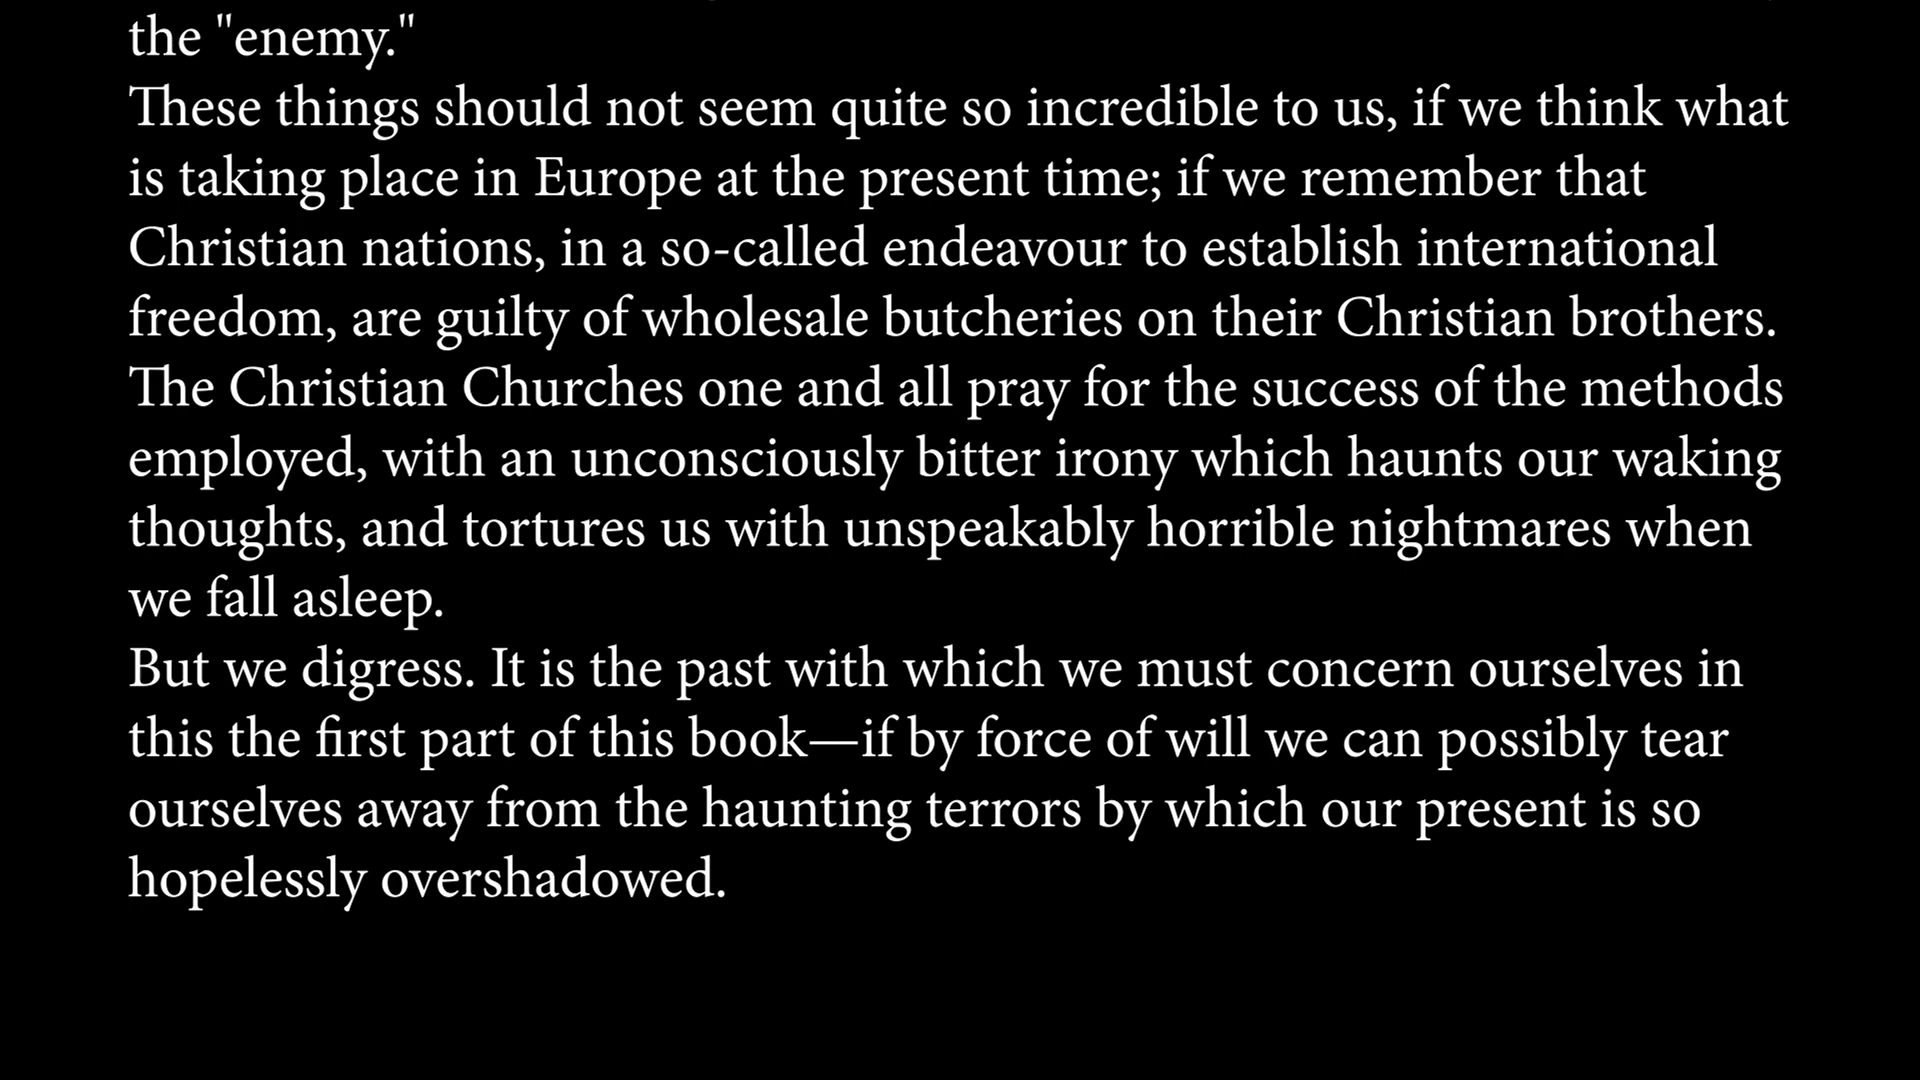 the "enemy."
These things should not seem quite so incredible to us, if we think what
is taking place in Europe at the present time; if we remember that
Christian nations, in a so-called endeavour to establish international
freedom, are guilty of wholesale butcheries on their Christian brothers.
The Christian Churches one and all pray for the success of the methods
employed, with an unconsciously bitter irony which haunts our waking
thoughts, and tortures us with unspeakably horrible nightmares when
we fall asleep.
But we digress. It is the past with which we must concern ourselves in
this the first part of this book—if by force of will we can possibly tear
ourselves away from the haunting terrors by which our present is so
hopelessly overshadowed.